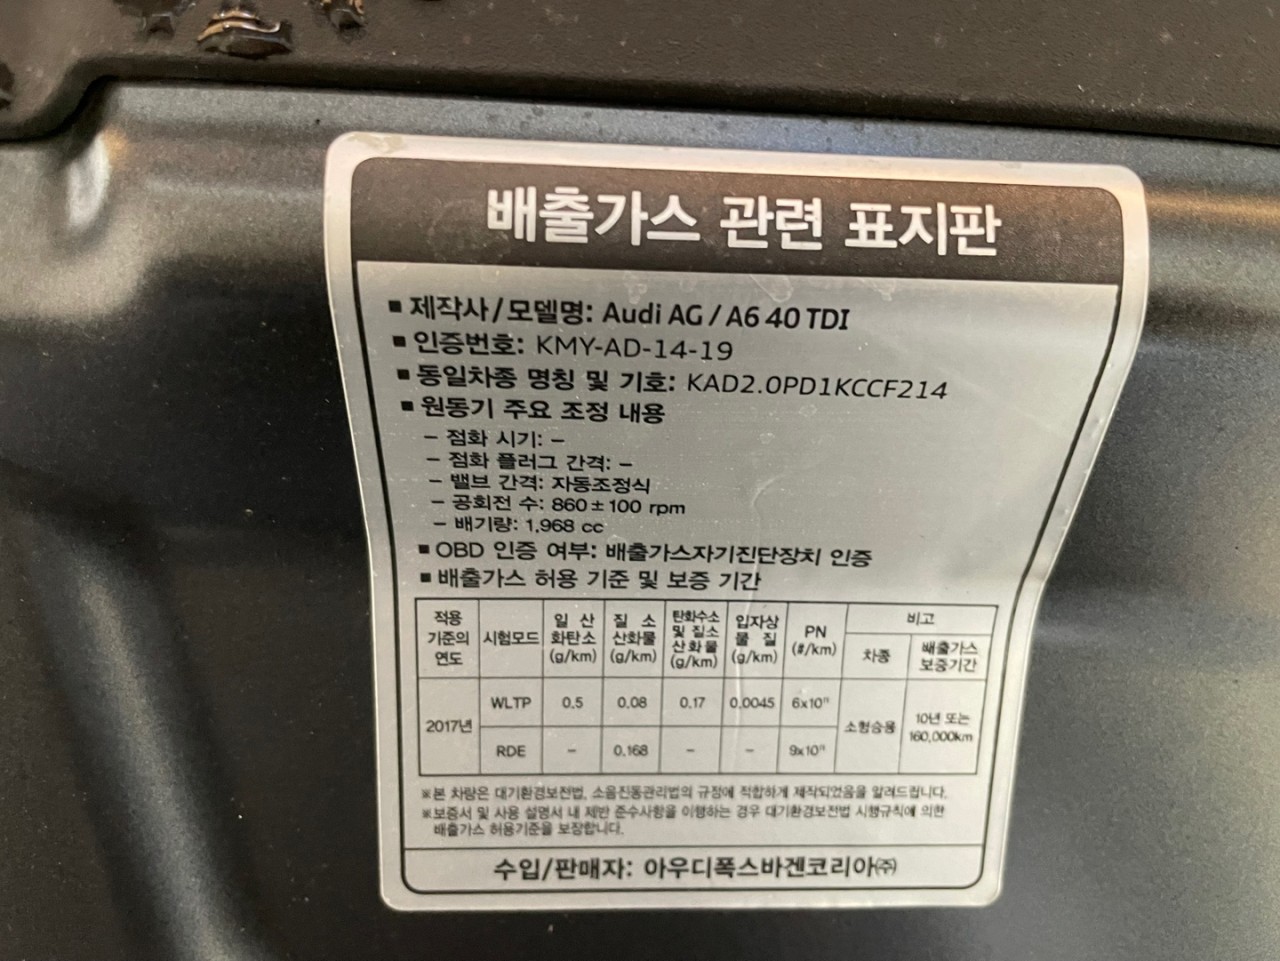 배출가스 관련 표지판
■ 제작사/모델명: Audi AG / A6 40 TDI
■ 인증번호: KMY-AD-14-19
■ 동일차종 명칭 및 기호: KAD2.0PD1KCCF214
■ 원동기 주요 조정 내용
– 점화 시기: –
– 점화 플러그 간격: –
– 밸브 간격: 자동조정식
– 공회전 수: 860±100 rpm
– 배기량: 1,968 cc
■ OBD 인증 여부: 배출가스자기진단장치 인증
■ 배출가스 허용 기준 및 보증 기간
적용 기준의 연도 시험모드 일산화탄소 (g/km) 질소산화물 (g/km) 탄화수소 및 질소산화물 (g/km) 입자상물질 (g/km) PN (#/km) 비고
차종 배출가스 보증기간
2017년 WLTP 0.5 0.08 0.17 0.0045 6x10¹¹ 소형승용 10년 또는 160,000km
RDE – 0.168 – – 9x10¹¹
※본 차량은 대기환경보전법, 소음진동관리법의 규정에 적합하게 제작되었음을 알려드립니다.
※보증서 및 사용 설명서 내 제반 준수사항을 이행하는 경우 대기환경보전법 시행규칙에 의한
배출가스 허용기준을 보장합니다.
수입/판매자: 아우디폭스바겐코리아㈜